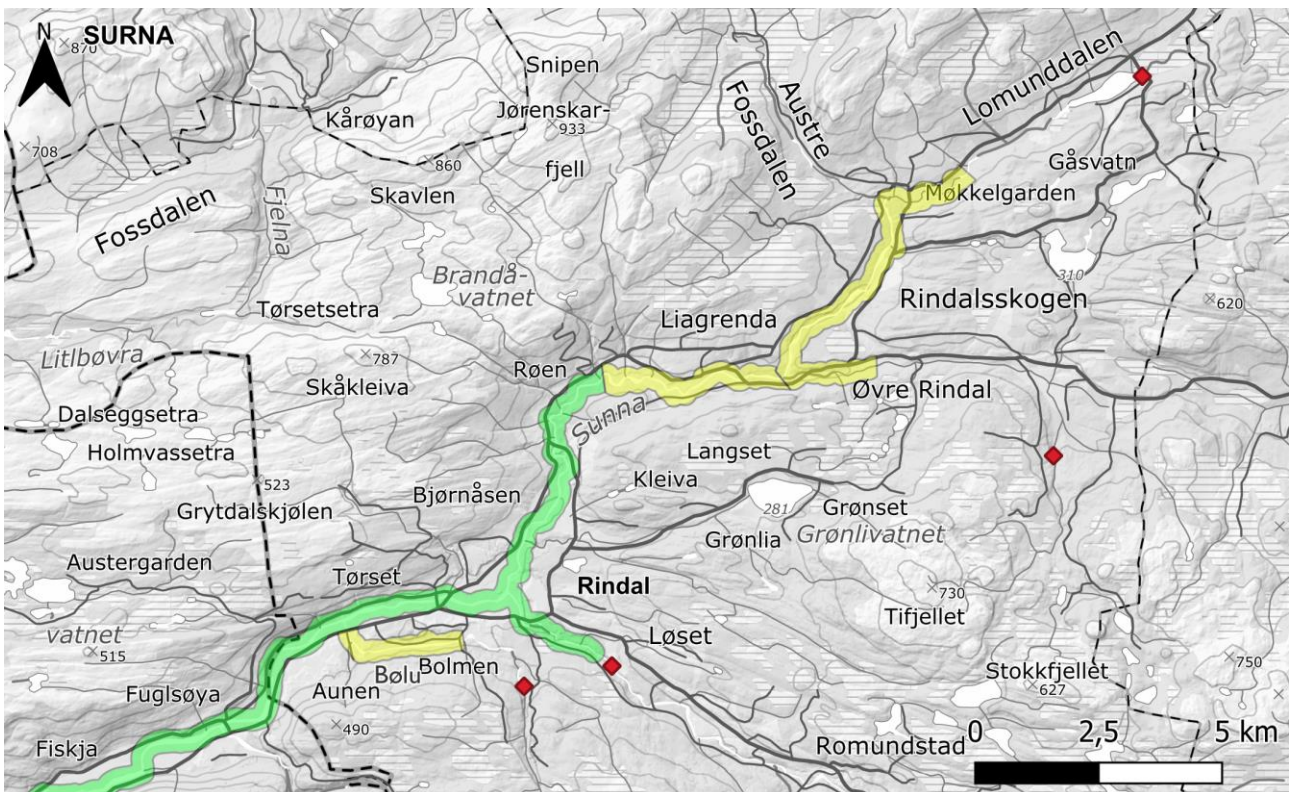 N
SURNA
870
Snipen
Jørenskar-
933
fjell
Kårøyan
860
708
Skavlen
Fossdalen
Fjelna
Austre
Fossdalen
Lomunddalen
Gåsvatn
Møkkelgarden
310
Rindalsskogen
620
Brandå-
vatnet
Tørsetsetra
Liagrenda
Litlbøvra
787
Røen
Skåkleiva
Øvre Rindal
Dalseggsetra
Sunna
Holmvassetra
Langset
523
Kleiva
Bjørnåsen
Grytdalskjølen
281
Grønset
Grønlia
Grønlivatnet
Austergarden
Tørset
Rindal
730
Tifjellet
vatnet
515
Løset
Bølu
Bolmen
Stokkfjellet
627
750
Fuglsøya
Aunen
490
Fiskja
Romundstad
0
2,5
5 km